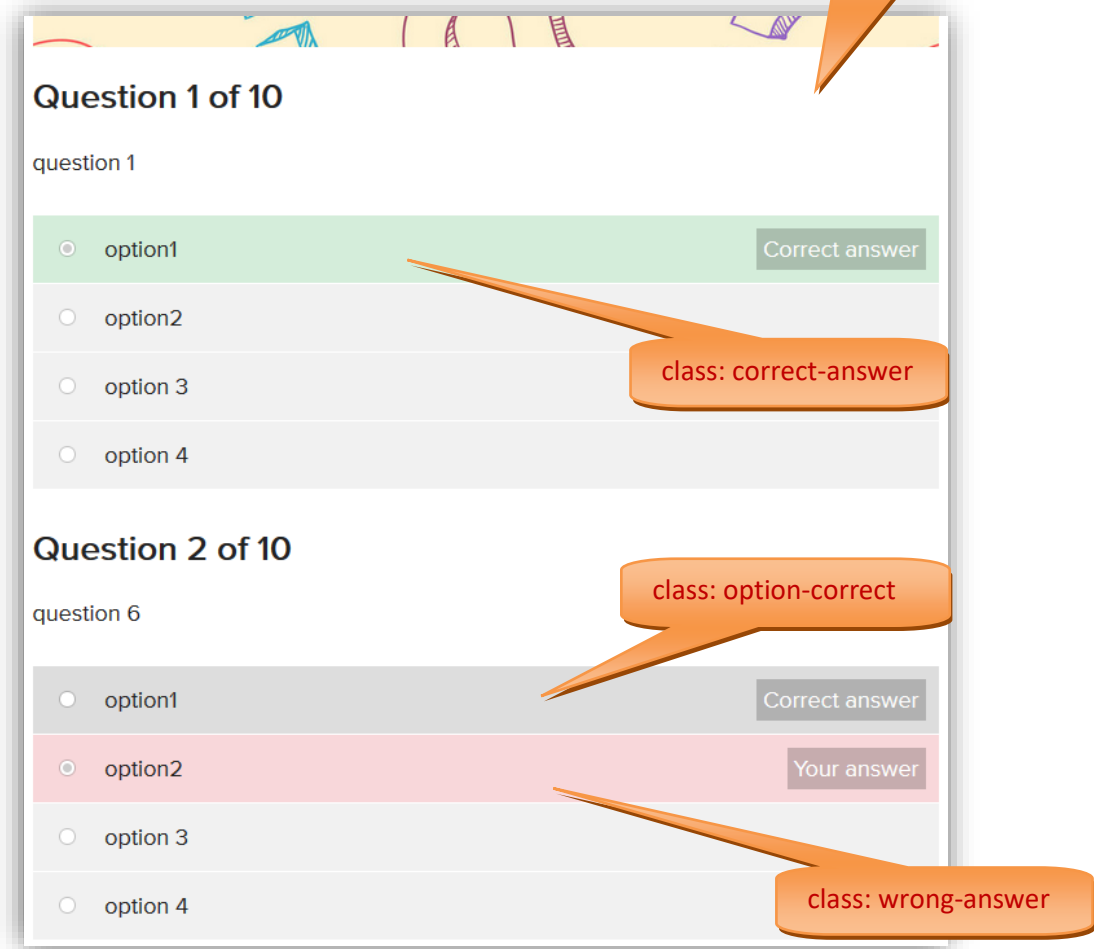 Question 1 of 10
question 1
option1 Correct answer
option2
class: correct-answer
option 3
option 4
Question 2 of 10
class: option-correct
question 6
option1 Correct answer
option2 Your answer
option 3
class: wrong-answer
option 4